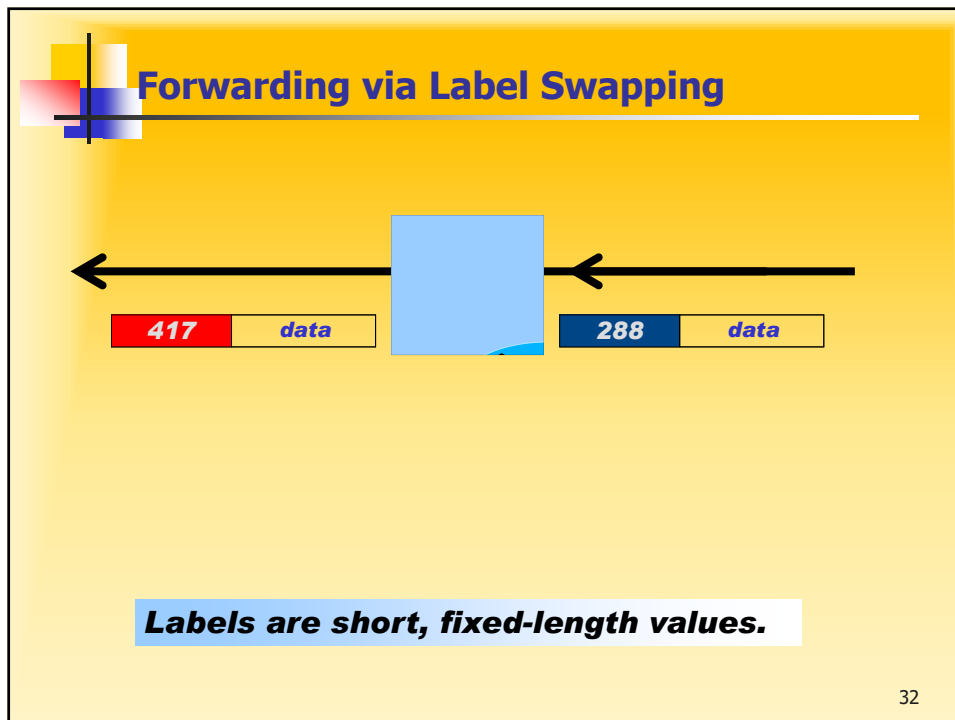 Forwarding via Label Swapping
417 data
288 data
Labels are short, fixed-length values.
32